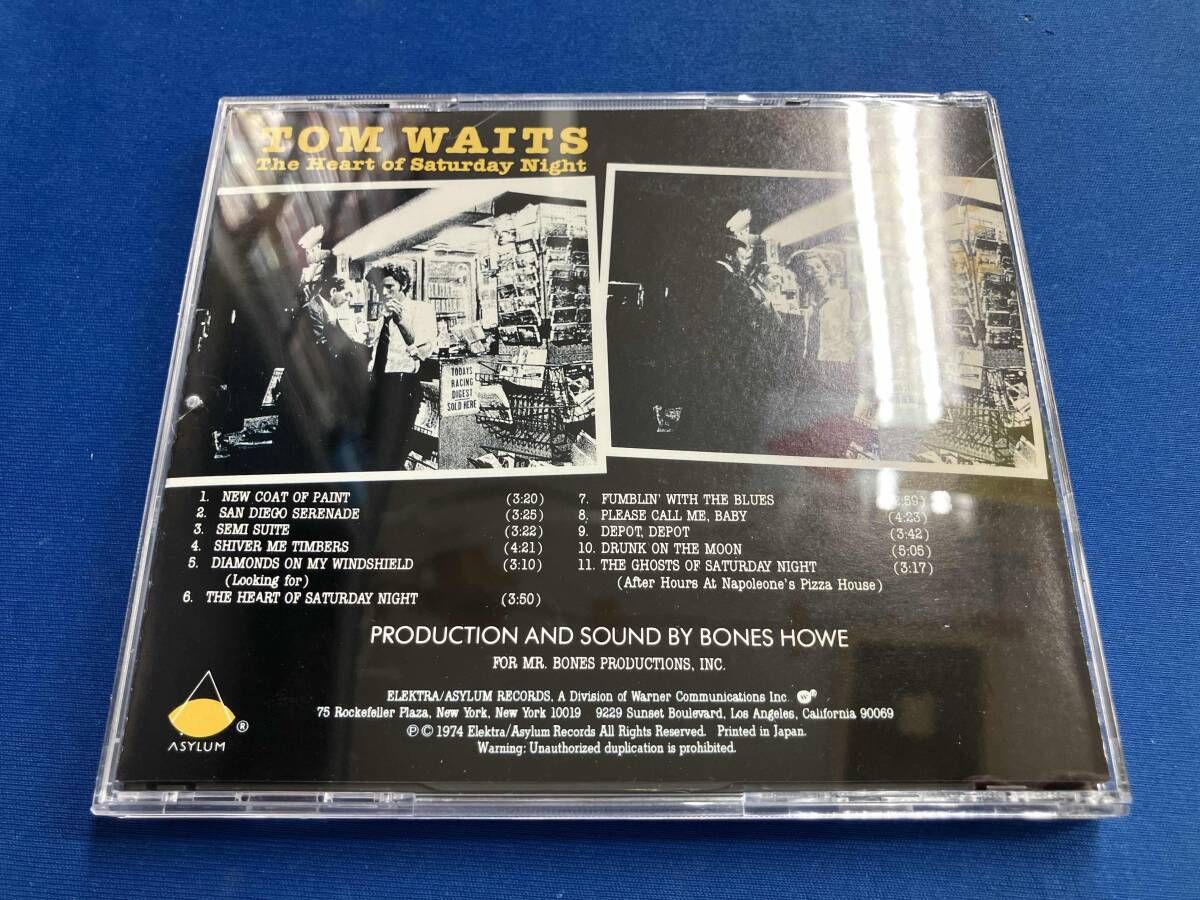 TOM WAITS
The Heart of Saturday Night
TODAYS
RACING
DIGEST
SOLD HERE
1. NEW COAT OF PAINT (3:20)
2. SAN DIEGO SERENADE (3:25)
3. SEMI SUITE (3:22)
4. SHIVER ME TIMBERS (4:21)
5. DIAMONDS ON MY WINDSHIELD (3:10)
(Looking for)
6. THE HEART OF SATURDAY NIGHT (3:50)
7. FUMBLIN' WITH THE BLUES (2:59)
8. PLEASE CALL ME, BABY (4:23)
9. DEPOT, DEPOT (3:42)
10. DRUNK ON THE MOON (5:05)
11. THE GHOSTS OF SATURDAY NIGHT (3:17)
(After Hours At Napoleone's Pizza House)
PRODUCTION AND SOUND BY BONES HOWE
FOR MR. BONES PRODUCTIONS, INC.
ELEKTRA/ASYLUM RECORDS, A Division of Warner Communications Inc. W®
75 Rockefeller Plaza, New York, New York 10019 9229 Sunset Boulevard, Los Angeles, California 90069
℗ © 1974 Elektra/Asylum Records All Rights Reserved. Printed in Japan.
Warning: Unauthorized duplication is prohibited.
®
ASYLUM